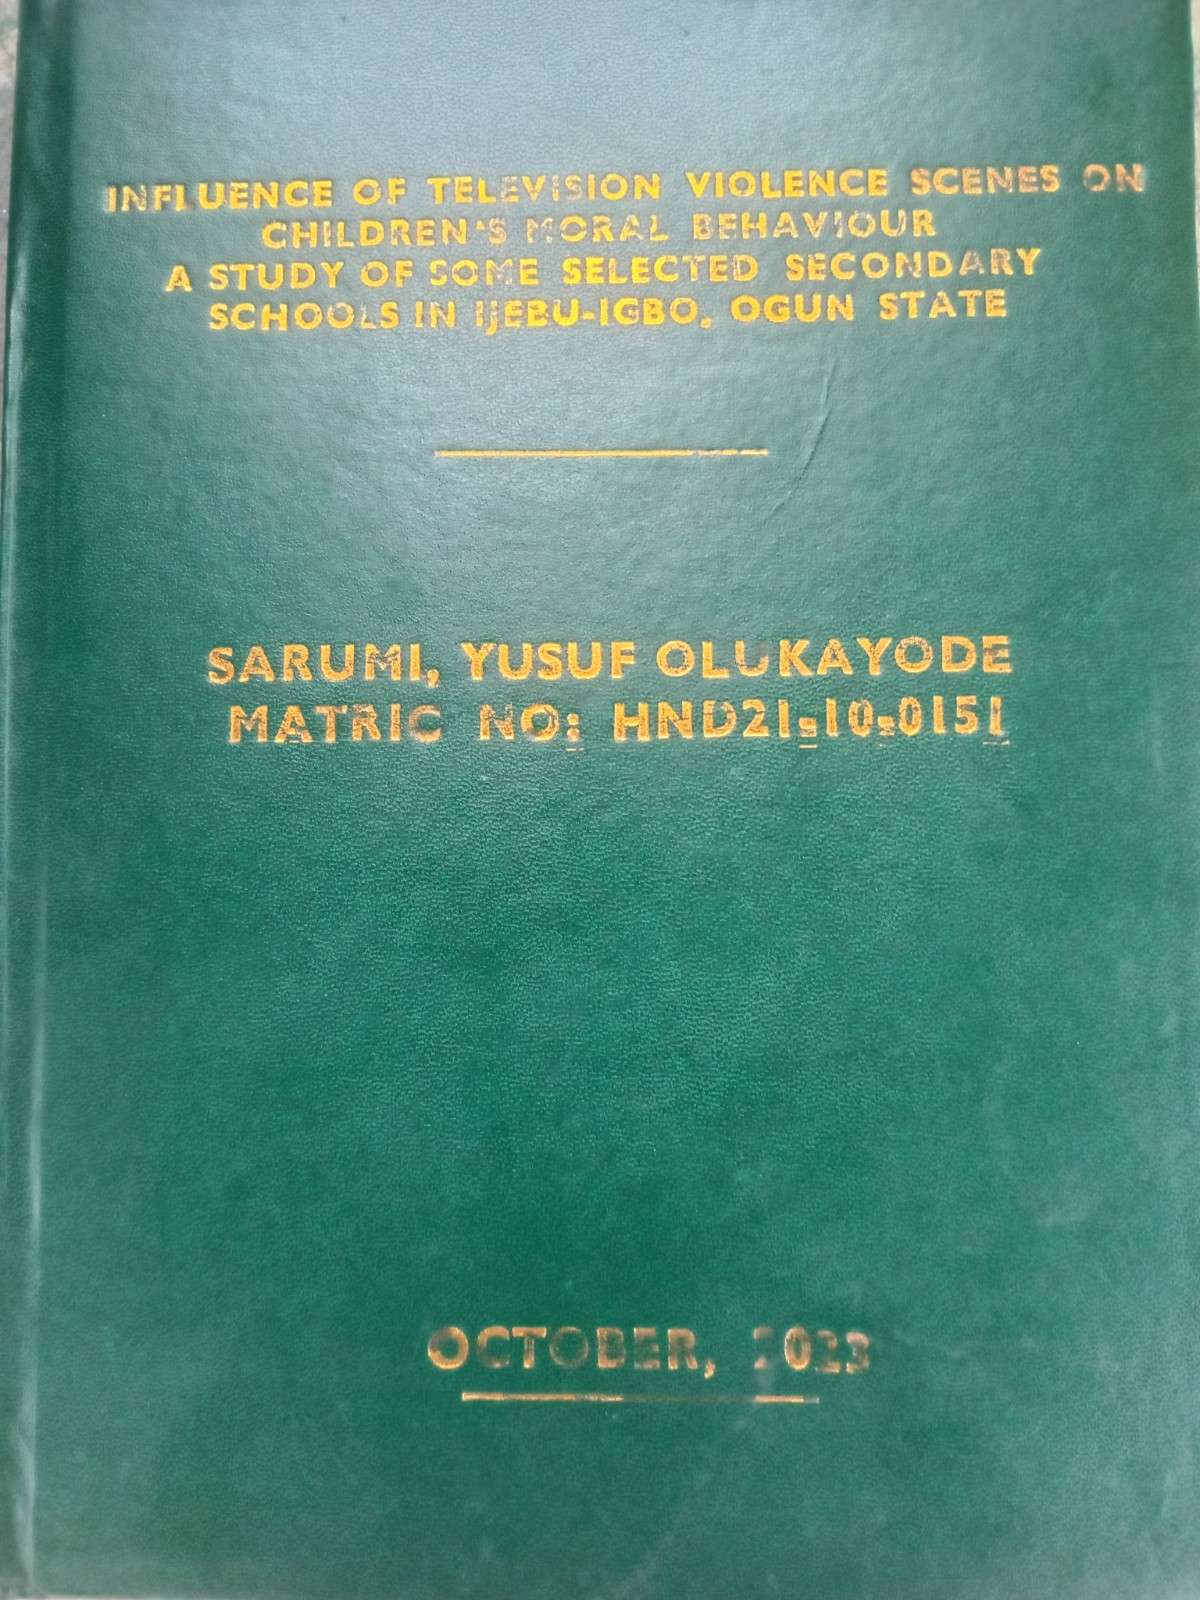 INFLUENCE OF TELEVISION VIOLENCE SCENES ON
CHILDREN'S MORAL BEHAVIOUR
A STUDY OF SOME SELECTED SECONDARY
SCHOOLS IN IJEBU-IGBO, OGUN STATE
SARUMI, YUSUF OLUKAYODE
MATRIC NO: HND21:10:0151
OCTOBER, 2023